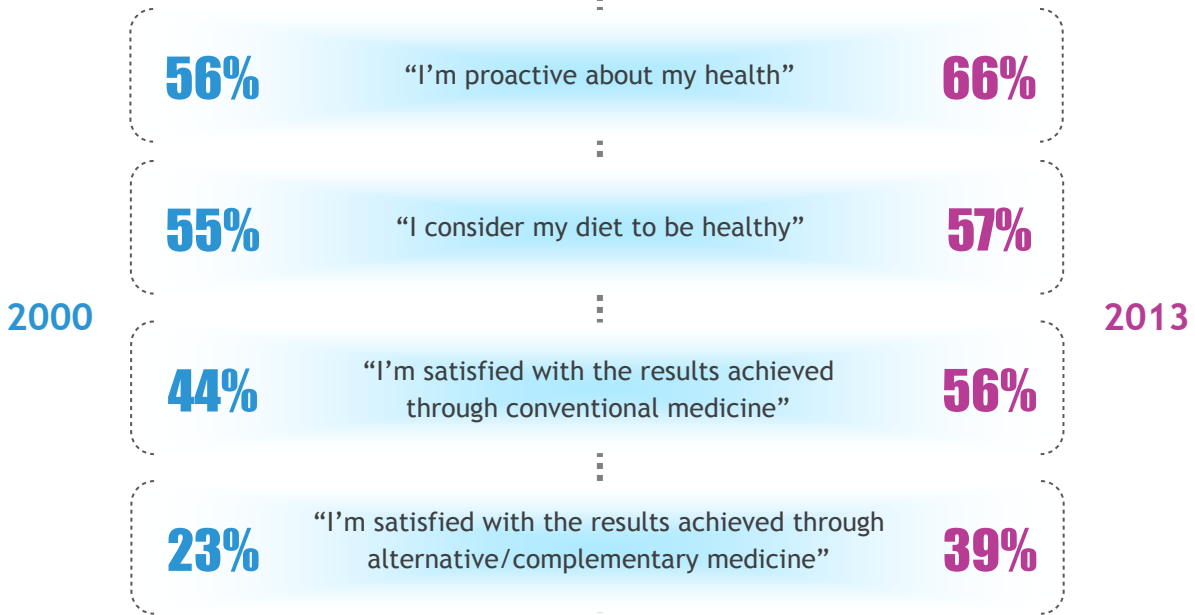 56% “I’m proactive about my health” 66%
55% “I consider my diet to be healthy” 57%
2000 2013
44% “I’m satisfied with the results achieved
through conventional medicine” 56%
23% “I’m satisfied with the results achieved through
alternative/complementary medicine” 39%